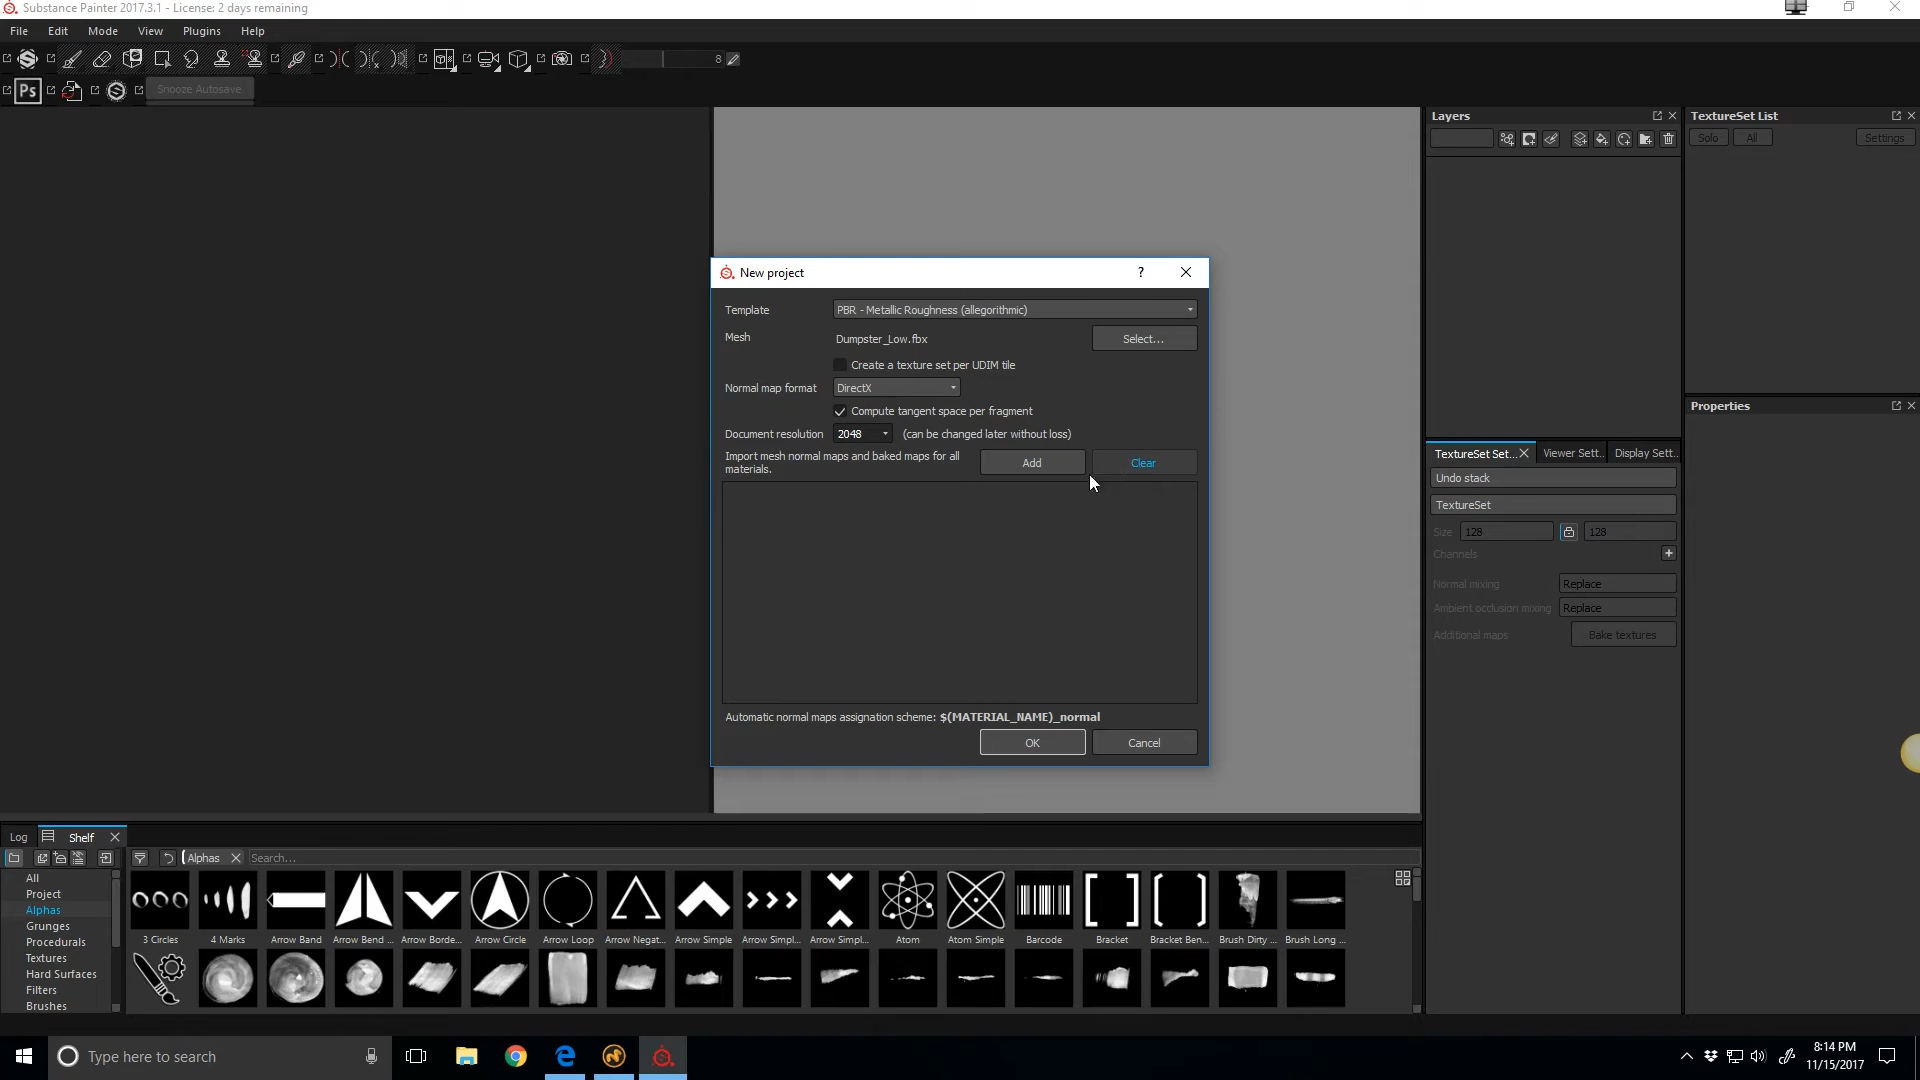 Substance Painter 2017.3.1 - License: 2 days remaining
File Edit Mode View Plugins Help
8
Ps Snooze Autosave
Layers
TextureSet List
Solo All Settings
New project ? 
Template PBR - Metallic Roughness (allegorithmic)
Mesh Dumpster_Low.fbx Select...
Create a texture set per UDIM tile
Normal map format DirectX
Compute tangent space per fragment
Document resolution 2048 (can be changed later without loss)
Import mesh normal maps and baked maps for all
materials.
Add Clear
Automatic normal maps assignation scheme: $(MATERIAL_NAME)_normal
OK Cancel
Properties
TextureSet Set... Viewer Sett.. Display Sett..
Undo stack
TextureSet
Size 128 128
Channels
Normal mixing Replace
Ambient occlusion mixing Replace
Additional maps Bake textures
Log Shelf
Alphas Search...
All
Project
Alphas
Grunges
Procedurals
Textures
Hard Surfaces
Filters
Brushes
3 Circles 4 Marks Arrow Band Arrow Bend ... Arrow Borde... Arrow Circle Arrow Loop Arrow Negat... Arrow Simple Arrow Simpl... Arrow Simpl... Atom Atom Simple Barcode Bracket Bracket Ben... Brush Dirty ... Brush Long ...
Type here to search
8:14 PM
11/15/2017